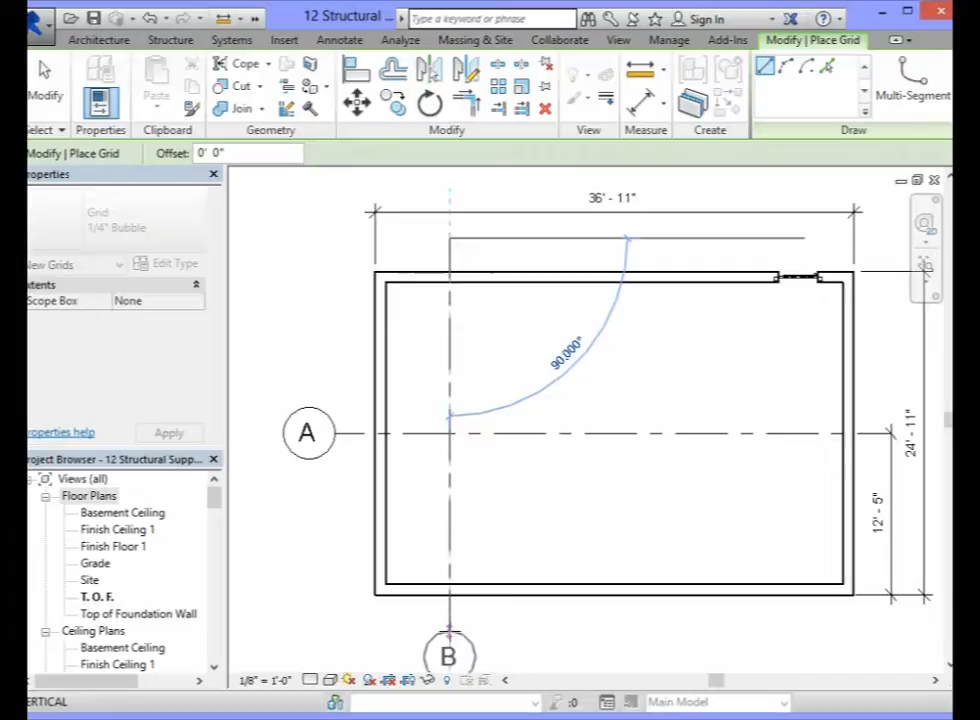 12 Structural ...
Type a keyword or phrase
Sign In
Architecture Structure Systems Insert Annotate Analyze Massing & Site Collaborate View Manage Add-Ins Modify | Place Grid
Modify
Paste
Cope
Cut
Join
Multi-Segment
Select Properties Clipboard Geometry Modify View Measure Create Draw
Modify | Place Grid Offset: 0' 0"
roperties
Grid
1/4" Bubble
New Grids
Edit Type
xtents
Scope Box None
roperties help Apply
roject Browser - 12 Structural Supp...
Views (all)
Floor Plans
Basement Ceiling
Finish Ceiling 1
Finish Floor 1
Grade
Site
T. O. F.
Top of Foundation Wall
Ceiling Plans
Basement Ceiling
Finish Ceiling 1
36' - 11"
90.000°
A
24' - 11"
12' - 5"
B
2D
1/8" = 1'-0"
ERTICAL
:0
Main Model